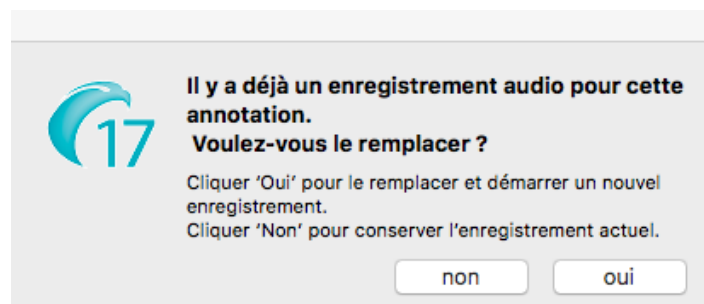 17
Il y a déjà un enregistrement audio pour cette
annotation.
Voulez-vous le remplacer ?
Cliquer ‘Oui’ pour le remplacer et démarrer un nouvel
enregistrement.
Cliquer ‘Non’ pour conserver l’enregistrement actuel.
non
oui